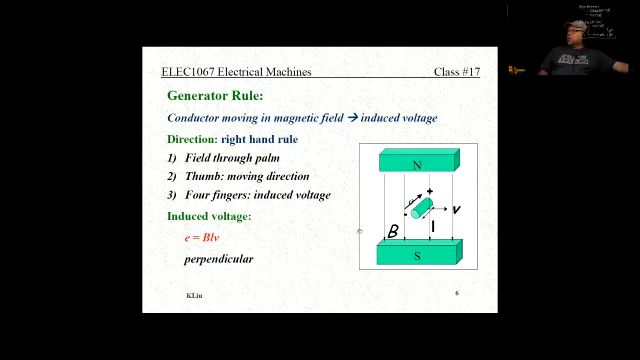 ELEC1067 Electrical Machines Class #17
Generator Rule:
Conductor moving in magnetic field → induced voltage
Direction: right hand rule
1) Field through palm
2) Thumb: moving direction
3) Four fingers: induced voltage
Induced voltage:
e = Blv
perpendicular
N
+
e
-
v
B
l
S
KLiu 6